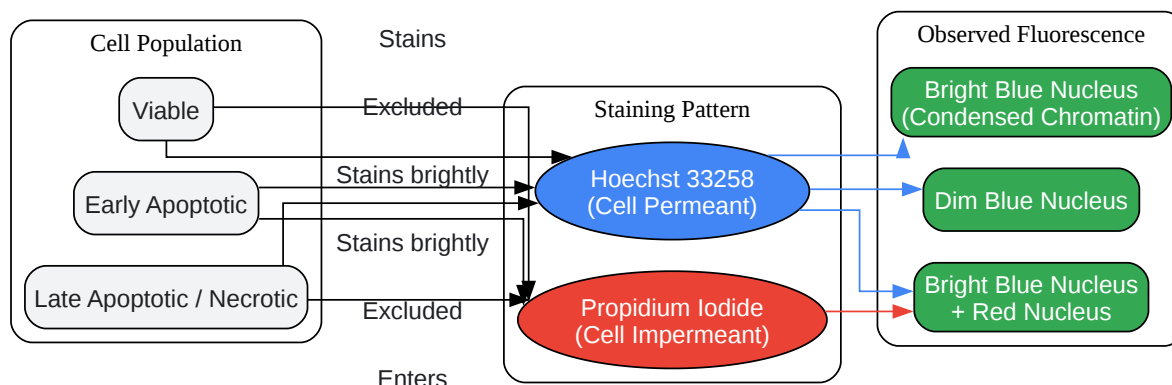 Cell Population
Viable
Early Apoptotic
Late Apoptotic / Necrotic
Stains
Excluded
Stains brightly
Stains brightly
Excluded
Enters
Staining Pattern
Hoechst 33258
(Cell Permeant)
Propidium Iodide
(Cell Impermeant)
Observed Fluorescence
Bright Blue Nucleus
(Condensed Chromatin)
Dim Blue Nucleus
Bright Blue Nucleus
+ Red Nucleus